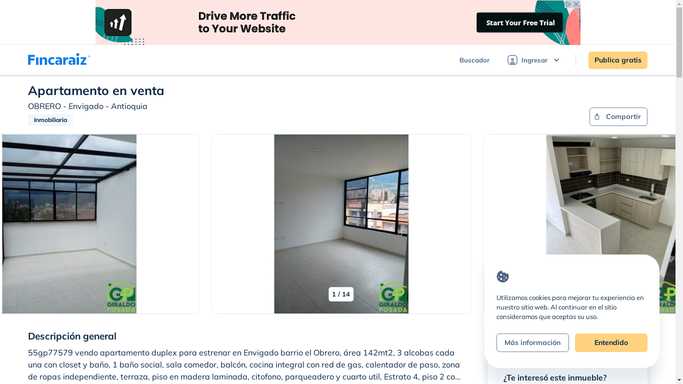 Drive More Traffic
to Your Website
Start Your Free Trial
Fincaraiz
Buscador
Ingresar
Publica gratis
Apartamento en venta
OBRERO - Envigado - Antioquia
Inmobiliaria
Compartir
GP
GIRALDO
POSADA
1 / 14
GP
GIRALDO
POSADA
Utilizamos cookies para mejorar tu experiencia en
nuestro sitio web. Al continuar en el sitio
consideramos que aceptas su uso.
Más información
Entendido
Descripción general
55gp77579 vendo apartamento duplex para estrenar en Envigado barrio el Obrero, área 142mt2, 3 alcobas cada
una con closet y baño, 1 baño social, sala comedor, balcón, cocina integral con red de gas, calentador de paso, zona
de ropas independiente, terraza, piso en madera laminada, citofono, parqueadero y cuarto util, Estrato 4, piso 2 co...
¿Te interesó este inmueble?